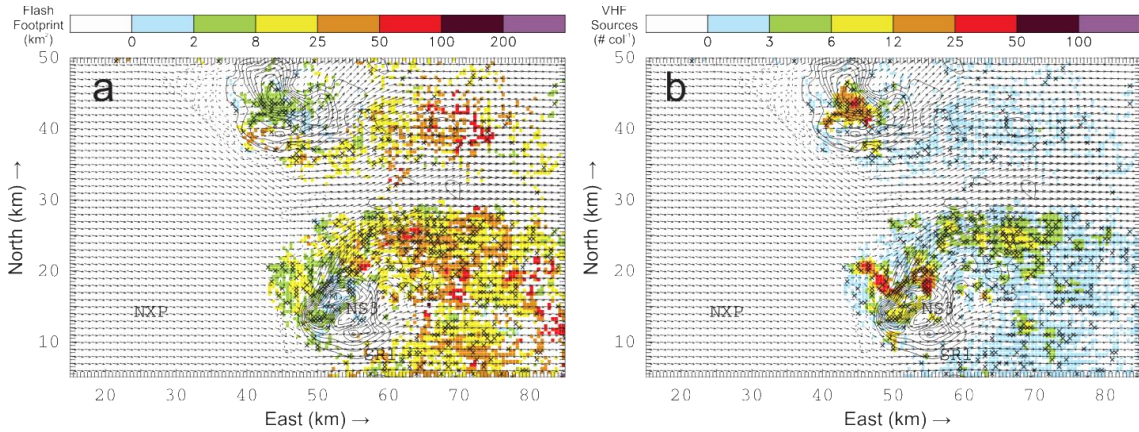 Flash
Footprint
(km²)
0 2 8 25 50 100 200
a
50
40
30
20
10
North (km) →
NXP
NS3
SR1
20 30 40 50 60 70 80
East (km) →
VHF
Sources
(# col⁻¹)
0 3 6 12 25 50 100
b
50
40
30
20
10
North (km) →
NXP
NS3
SR1
20 30 40 50 60 70 80
East (km) →